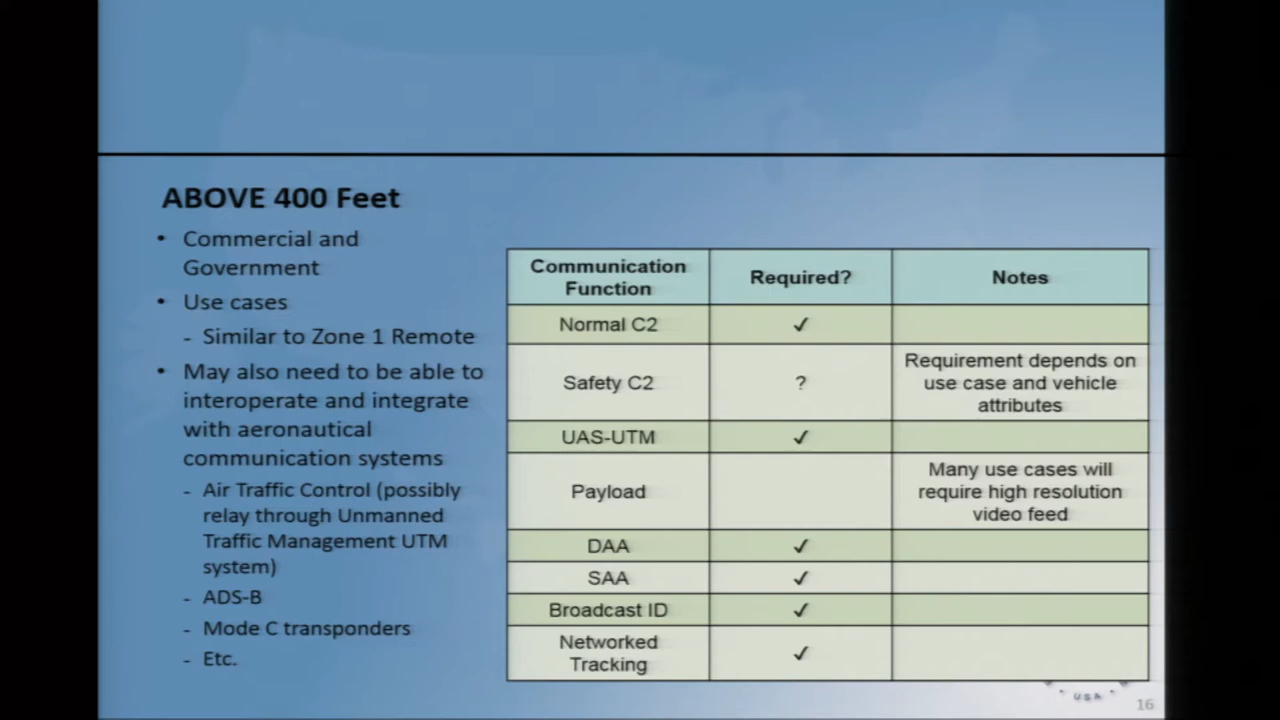 ABOVE 400 Feet
• Commercial and
Government
• Use cases
- Similar to Zone 1 Remote
• May also need to be able to
interoperate and integrate
with aeronautical
communication systems
- Air Traffic Control (possibly
relay through Unmanned
Traffic Management UTM
system)
- ADS-B
- Mode C transponders
- Etc.
Communication
Function
Required?
Notes
Normal C2
✓
Safety C2
?
Requirement depends on
use case and vehicle
attributes
UAS-UTM
✓
Payload
Many use cases will
require high resolution
video feed
DAA
✓
SAA
✓
Broadcast ID
✓
Networked
Tracking
✓
USA
16